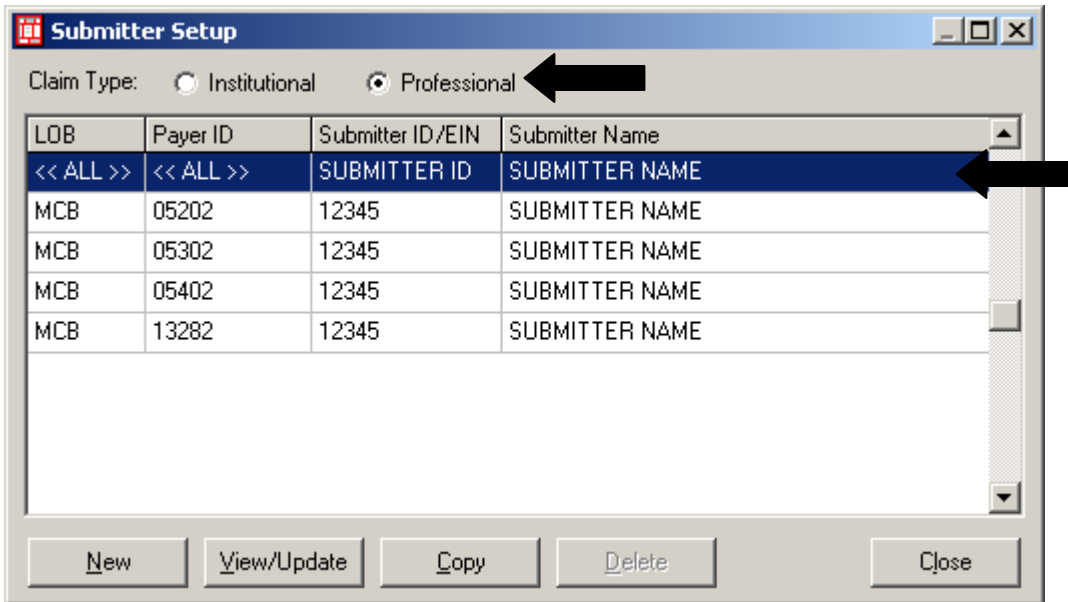 Submitter Setup
Claim Type: Institutional Professional
LOB Payer ID Submitter ID/EIN Submitter Name
<< ALL >> << ALL >> SUBMITTER ID SUBMITTER NAME
MCB 05202 12345 SUBMITTER NAME
MCB 05302 12345 SUBMITTER NAME
MCB 05402 12345 SUBMITTER NAME
MCB 13282 12345 SUBMITTER NAME
New View/Update Copy Delete Close